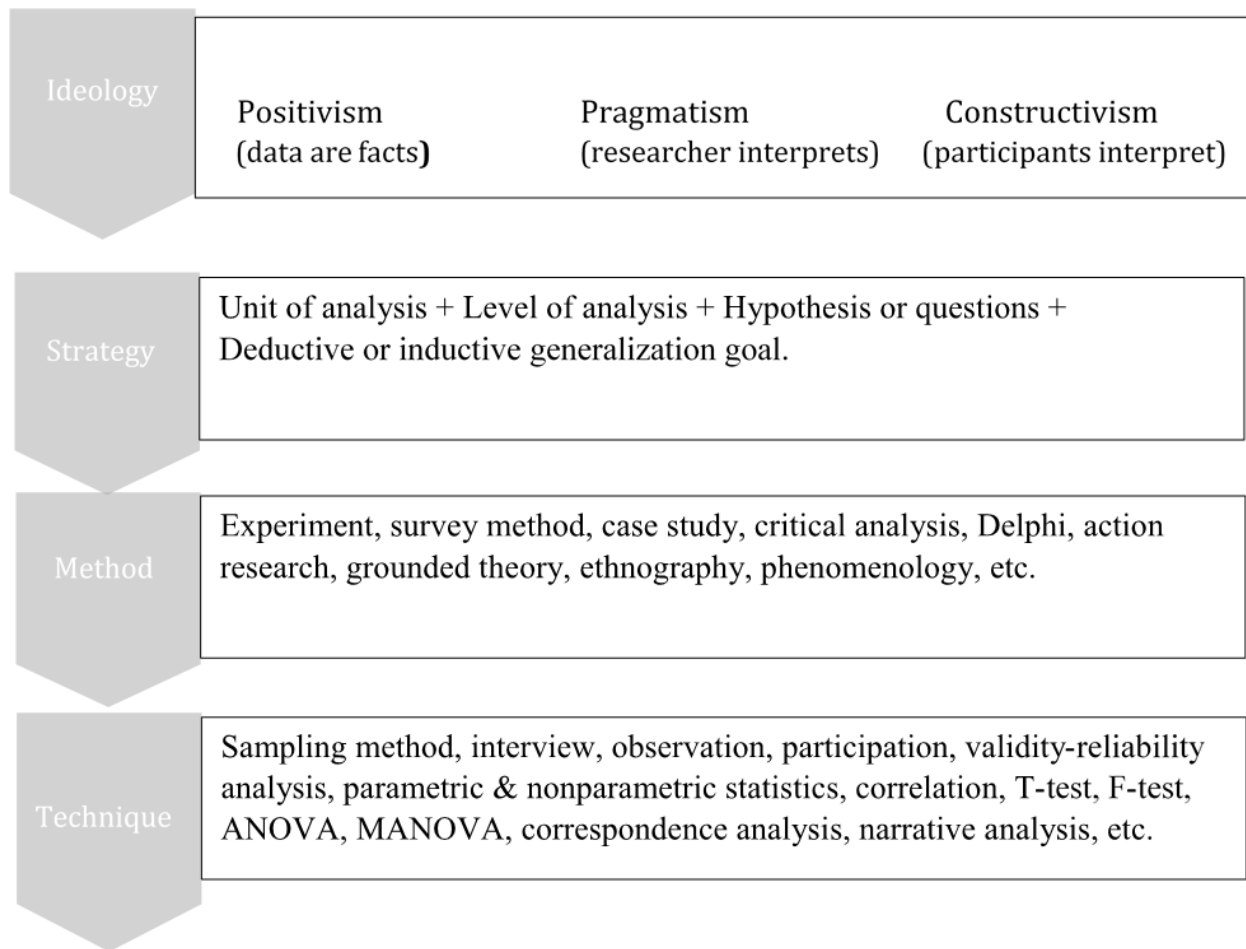 Ideology
Positivism Pragmatism Constructivism
(data are facts) (researcher interprets) (participants interpret)
Strategy
Unit of analysis + Level of analysis + Hypothesis or questions +
Deductive or inductive generalization goal.
Method
Experiment, survey method, case study, critical analysis, Delphi, action
research, grounded theory, ethnography, phenomenology, etc.
Technique
Sampling method, interview, observation, participation, validity-reliability
analysis, parametric & nonparametric statistics, correlation, T-test, F-test,
ANOVA, MANOVA, correspondence analysis, narrative analysis, etc.